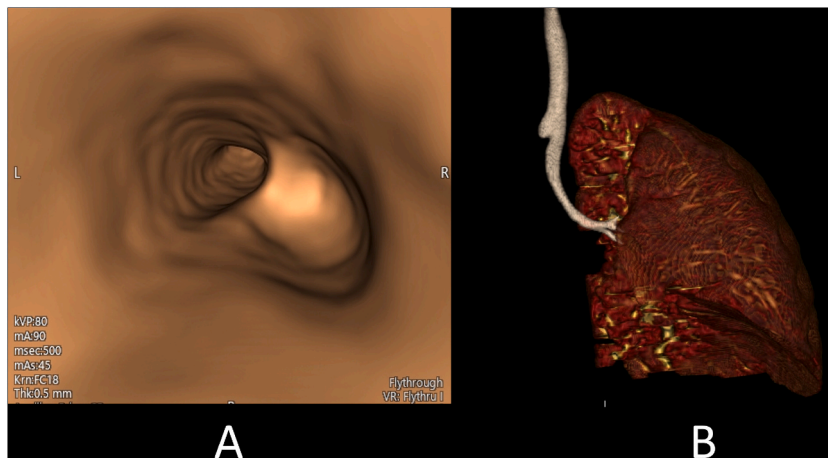 L
R
kVP:80
mA:90
msec:500
mAs:45
Krn:FC18
Thk:0.5 mm
Flythrough
VR: Flythru I
A
B